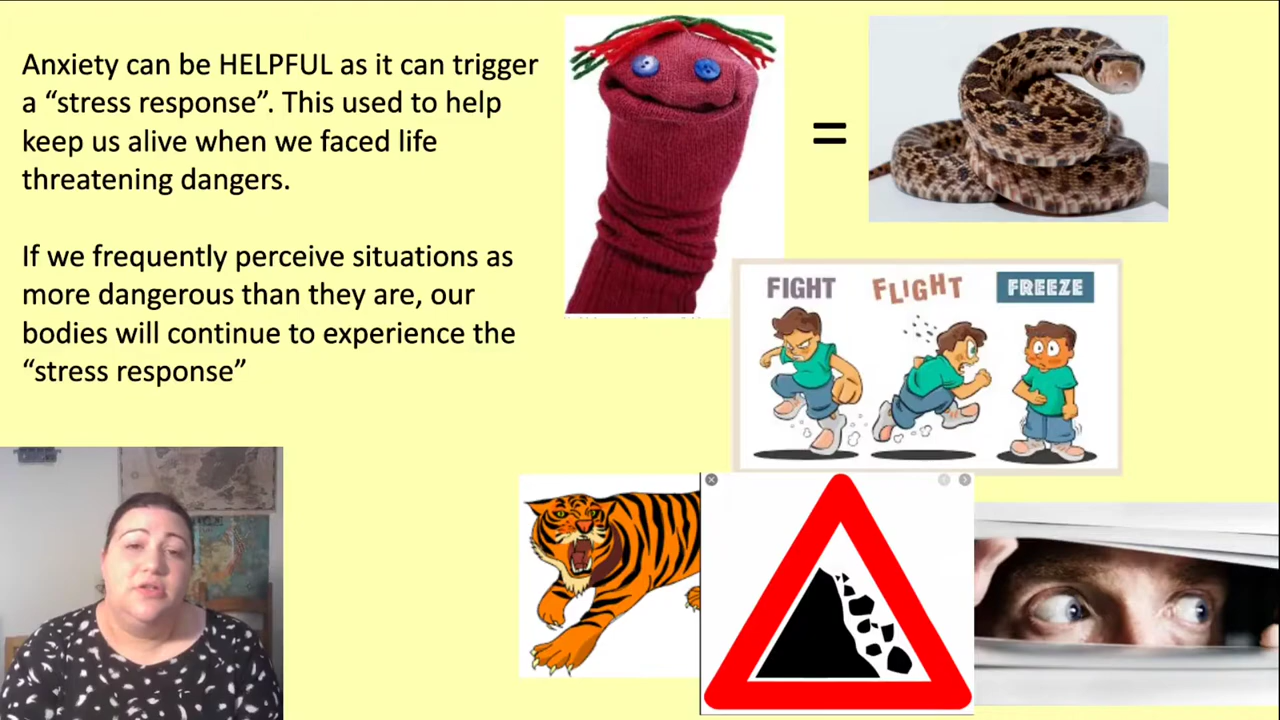 Anxiety can be HELPFUL as it can trigger
a “stress response”. This used to help
keep us alive when we faced life
threatening dangers.
If we frequently perceive situations as
more dangerous than they are, our
bodies will continue to experience the
“stress response”
=
FIGHT FLIGHT FREEZE